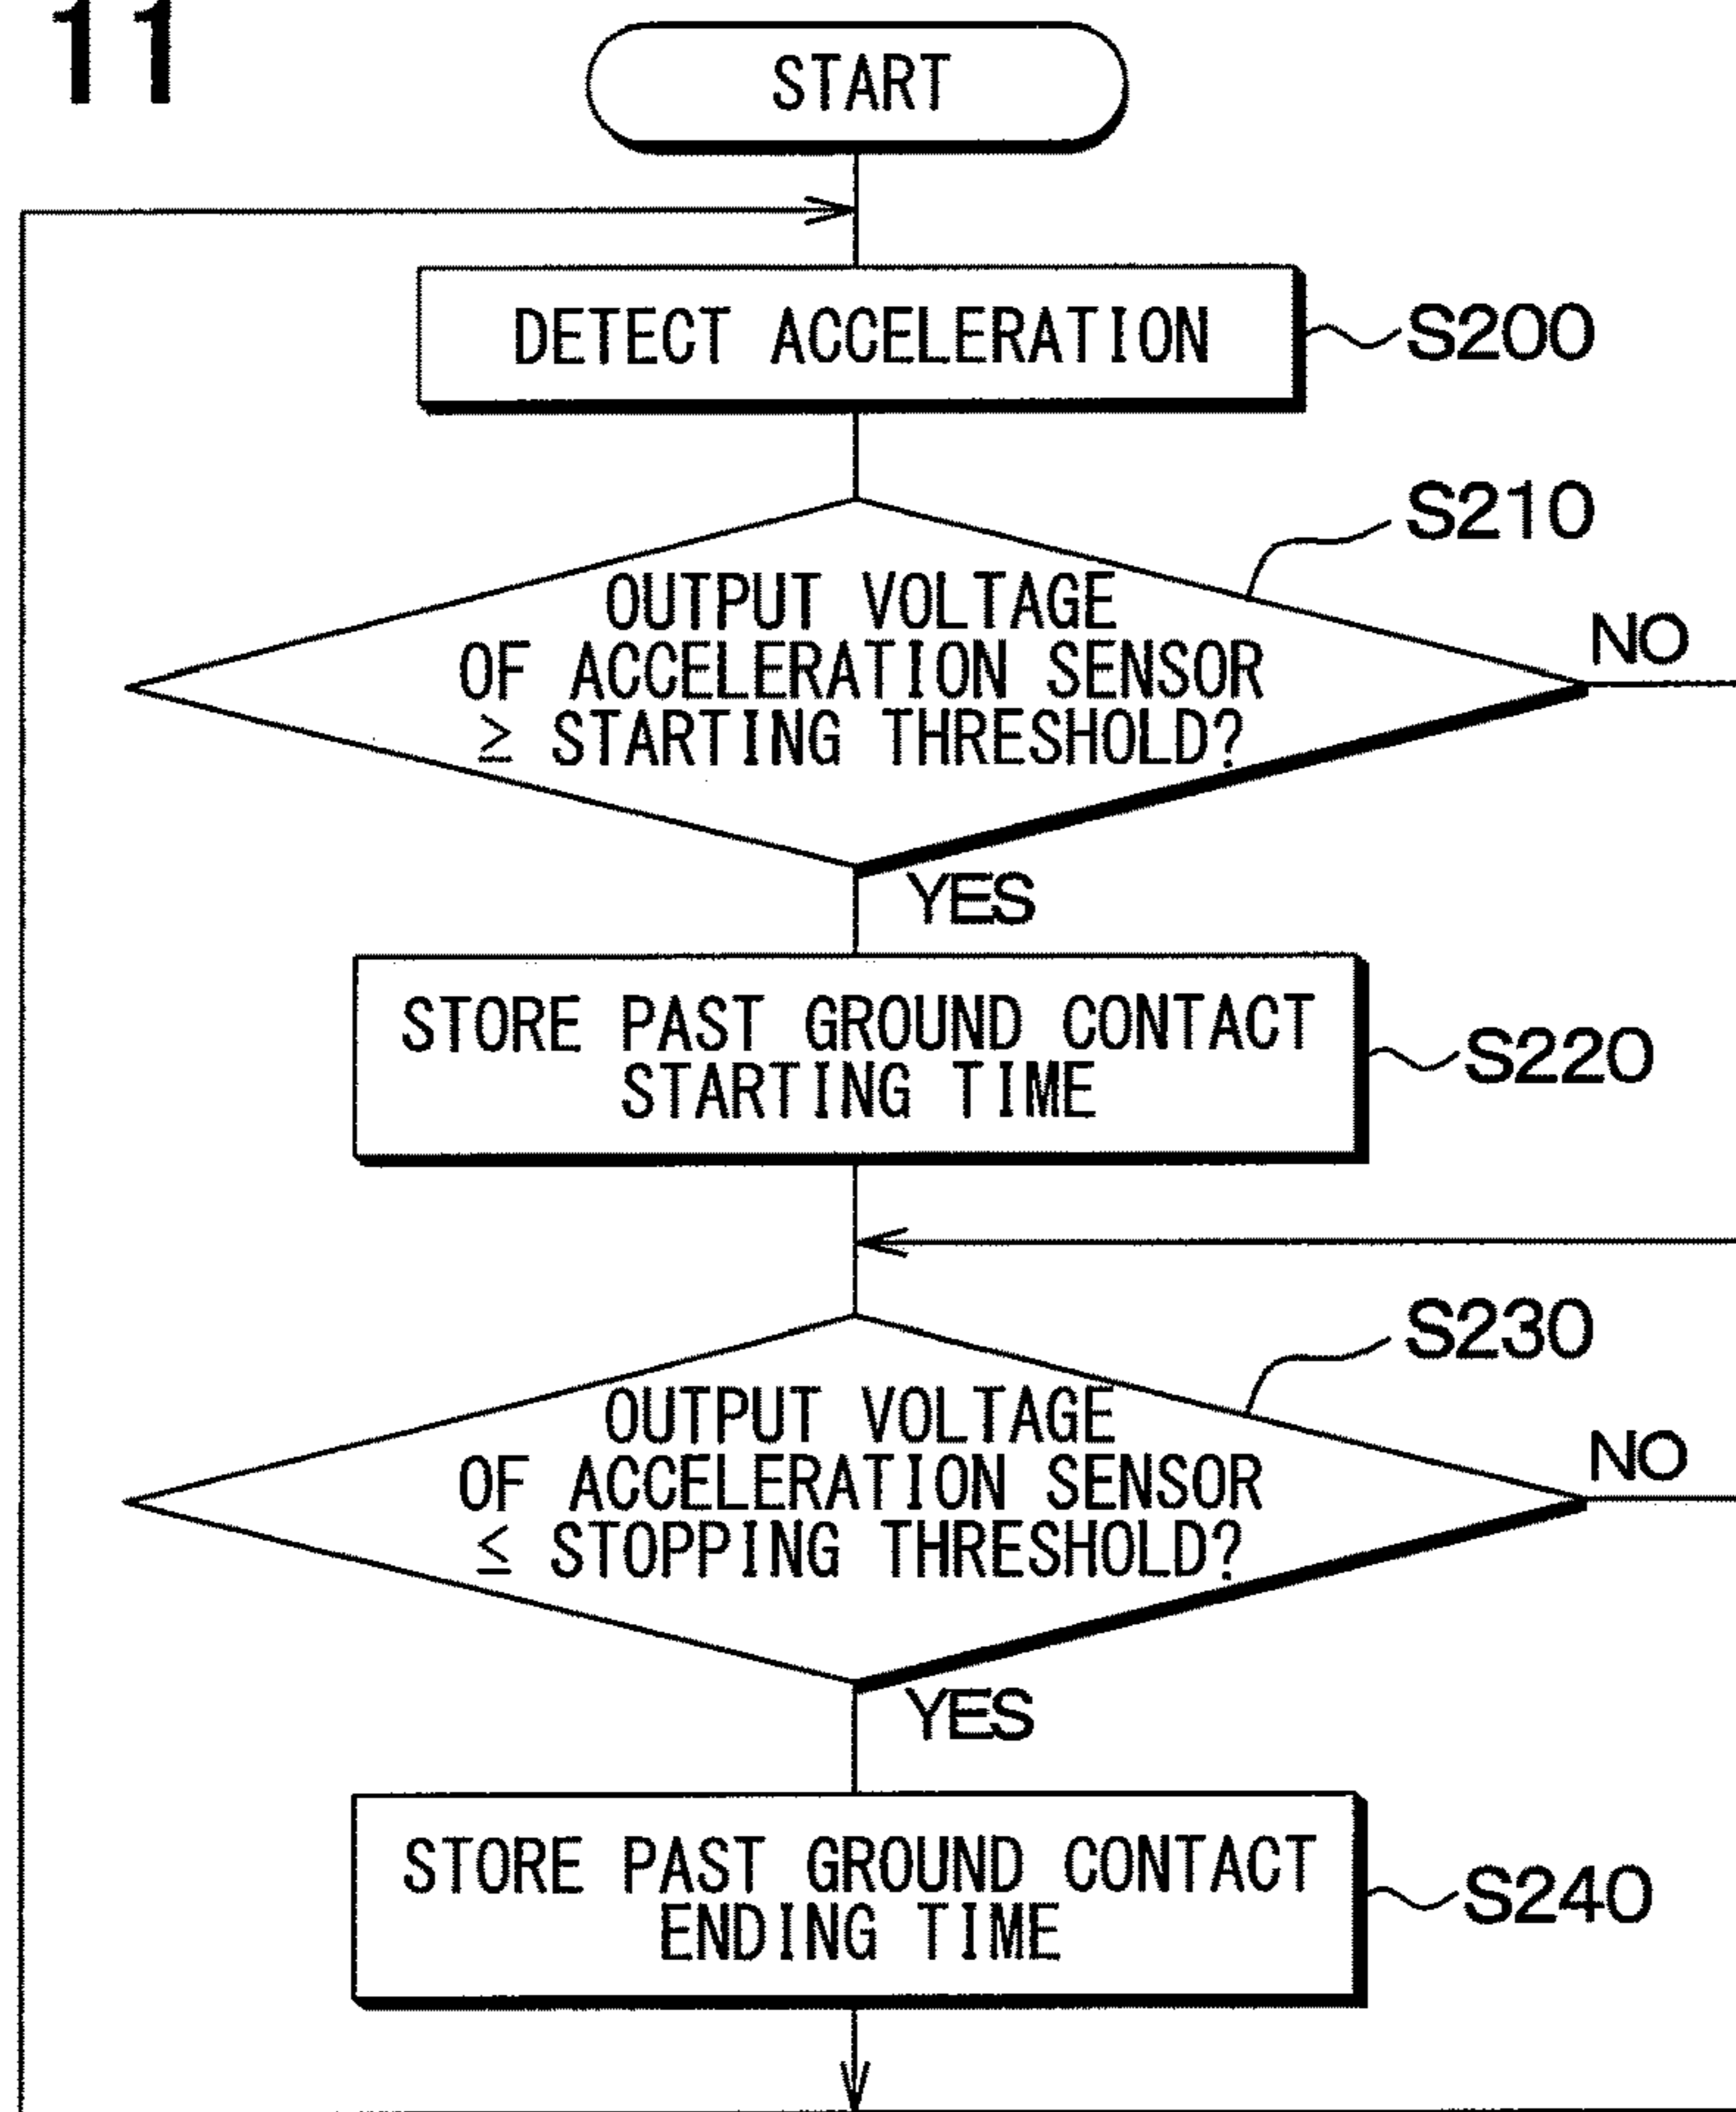 11
START
DETECT ACCELERATION
S200
S210
OUTPUT VOLTAGE
OF ACCELERATION SENSOR
≥ STARTING THRESHOLD?
NO
YES
STORE PAST GROUND CONTACT
STARTING TIME
S220
S230
OUTPUT VOLTAGE
OF ACCELERATION SENSOR
≤ STOPPING THRESHOLD?
NO
YES
STORE PAST GROUND CONTACT
ENDING TIME
S240